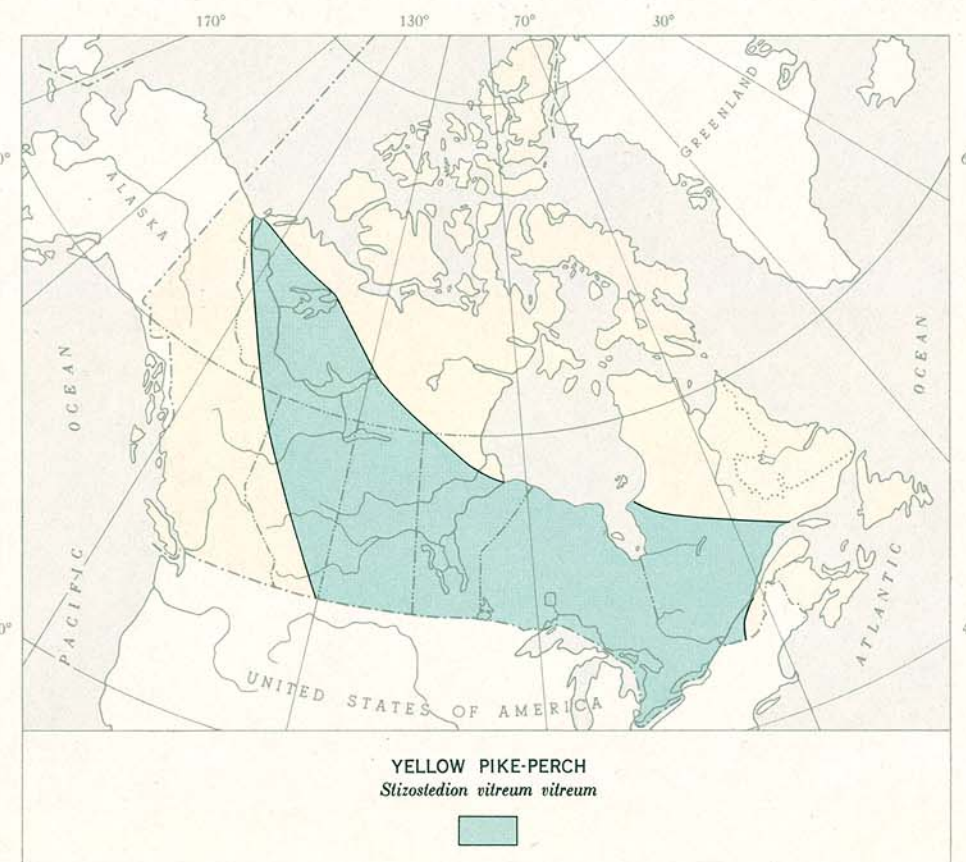 170° 130° 70° 30°
GREENLAND
ALASKA
OCEAN
OCEAN
PACIFIC
ATLANTIC
UNITED STATES OF AMERICA
YELLOW PIKE-PERCH
Stizostedion vitreum vitreum